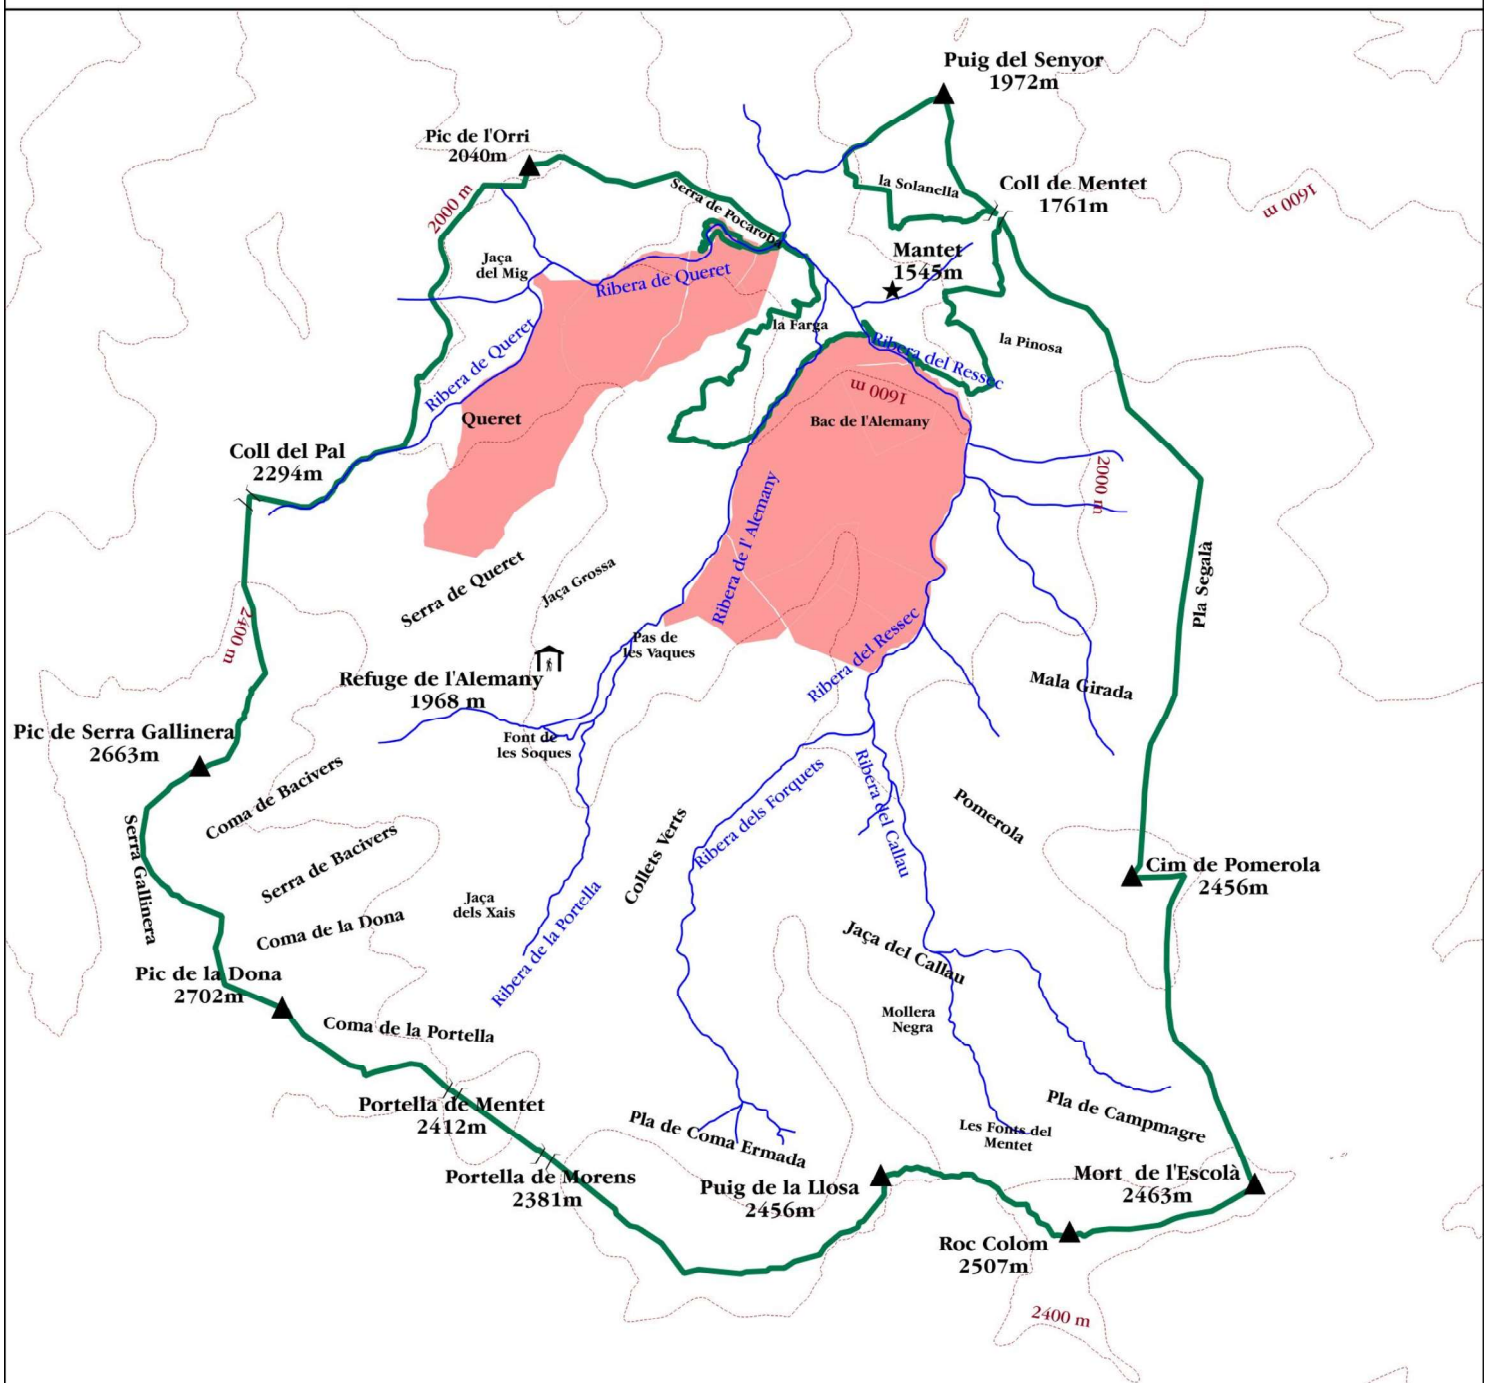 Puig del Senyor
1972m
Pic de l'Orri
2040m
la Solanella
Coll de Mentet
1761m
1600 m
2000 m
Serra de Pocaroba
Jaça
del Mig
Mantet
1545m
Ribera de Queret
la Farga
la Pinosa
Ribera de Queret
Ribera del Ressec
1600 m
Queret
Bac de l'Alemany
Coll del Pal
2294m
2000 m
Ribera de l' Alemany
Serra de Queret
Jaça Grossa
Pla Segalà
2400 m
Pas de
les Vaques
Ribera del Ressec
Refuge de l'Alemany
1968 m
Mala Girada
Pic de Serra Gallinera
2663m
Font de
les Soques
Coma de Bacivers
Ribera dels Forquets
Ribera del Callau
Pomerola
Serra Gallinera
Serra de Bacivers
Collets Verts
Cim de Pomerola
2456m
Jaça
dels Xais
Coma de la Dona
Ribera de la Portella
Jaça del Callau
Pic de la Dona
2702m
Mollera
Negra
Coma de la Portella
Portella de Mentet
2412m
Pla de Coma Ermada
Les Fonts del
Mentet
Pla de Campmagre
Portella de Morens
2381m
Puig de la Llosa
2456m
Mort de l'Escolà
2463m
Roc Colom
2507m
2400 m